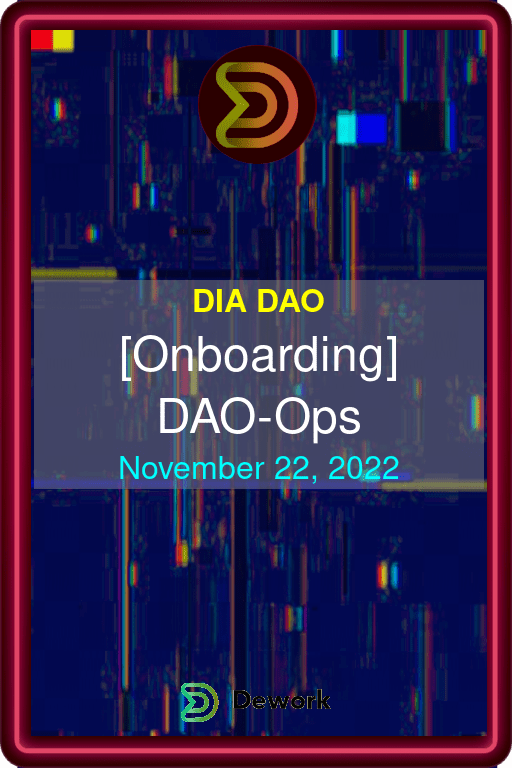 DIA DAO
[Onboarding]
DAO-Ops
November 22, 2022
Dework